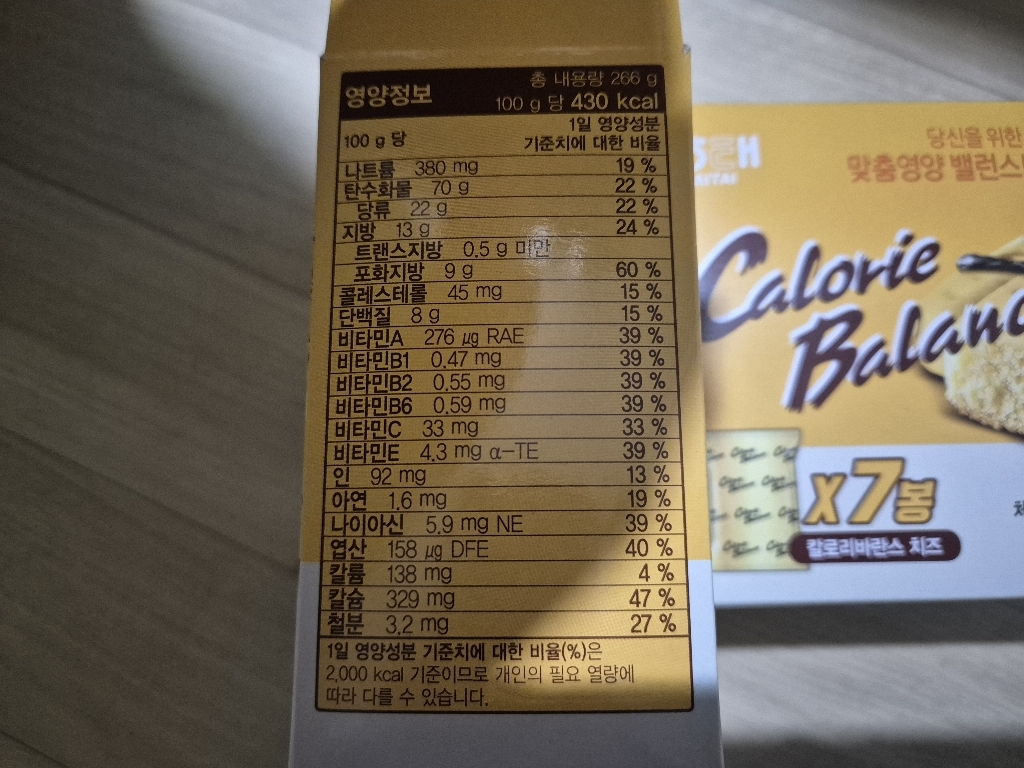 영양정보
총 내용량 266 g
100 g 당 430 kcal
100 g 당
1일 영양성분
기준치에 대한 비율
나트륨 380 mg 19 %
탄수화물 70 g 22 %
당류 22 g 22 %
지방 13 g 24 %
트랜스지방 0.5 g 미만
포화지방 9 g 60 %
콜레스테롤 45 mg 15 %
단백질 8 g 15 %
비타민A 276 μg RAE 39 %
비타민B1 0.47 mg 39 %
비타민B2 0.55 mg 39 %
비타민B6 0.59 mg 39 %
비타민C 33 mg 33 %
비타민E 4.3 mg α-TE 39 %
인 92 mg 13 %
아연 1.6 mg 19 %
나이아신 5.9 mg NE 39 %
엽산 158 μg DFE 40 %
칼륨 138 mg 4 %
칼슘 329 mg 47 %
철분 3.2 mg 27 %
1일 영양성분 기준치에 대한 비율(%)은
2,000 kcal 기준이므로 개인의 필요 열량에
따라 다를 수 있습니다.
당신을 위한
맞춤영양 밸런스
Calorie
Balanc
X7봉
칼로리바란스 치즈